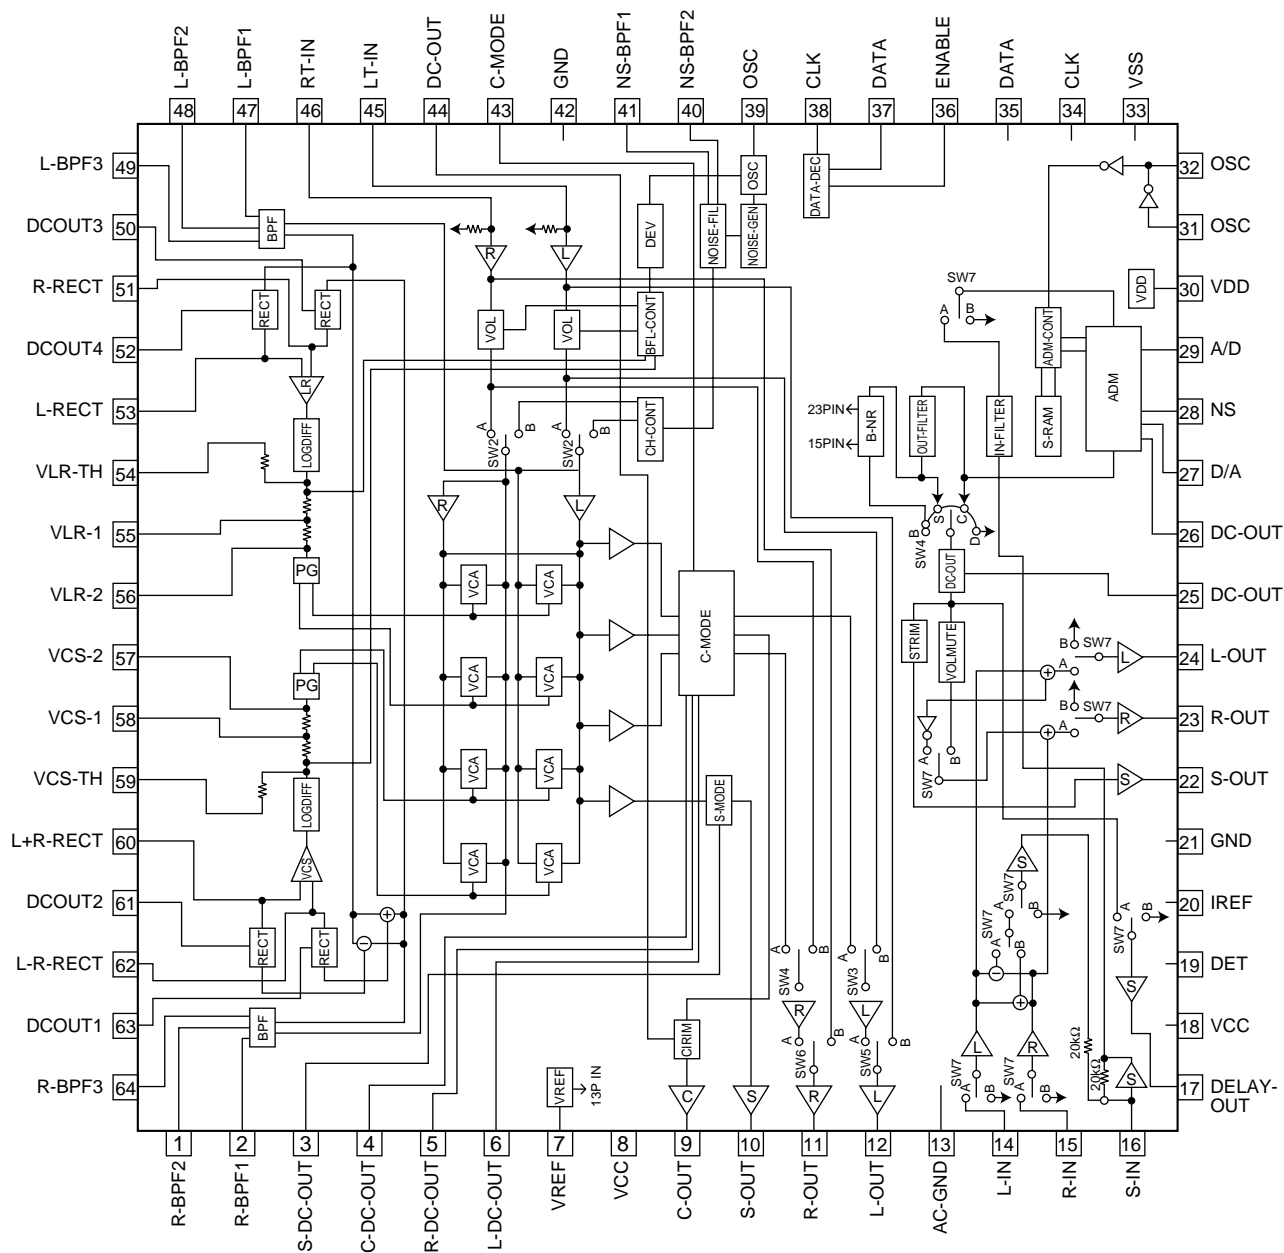 L-BPF2
L-BPF1
RT-IN
LT-IN
DC-OUT
C-MODE
GND
NS-BPF1
NS-BPF2
OSC
CLK
DATA
ENABLE
DATA
CLK
VSS
48
47
46
45
44
43
42
41
40
39
38
37
36
35
34
33
L-BPF3 49
DCOUT3 50
R-RECT 51
DCOUT4 52
L-RECT 53
VLR-TH 54
VLR-1 55
VLR-2 56
VCS-2 57
VCS-1 58
VCS-TH 59
L+R-RECT 60
DCOUT2 61
L-R-RECT 62
DCOUT1 63
R-BPF3 64
32 OSC
31 OSC
30 VDD
29 A/D
28 NS
27 D/A
26 DC-OUT
25 DC-OUT
24 L-OUT
23 R-OUT
22 S-OUT
21 GND
20 IREF
19 DET
18 VCC
17 DELAY-
OUT
BPF
RECT
RECT
LR
LOGDIFF
PG
PG
LOGDIFF
VCS
RECT
RECT
BPF
+
−
R
L
VOL
VOL
DEV
BFL-CONT
CH-CONT
NOISE-FIL
OSC
NOISE-GEN
DATA-DEC
A
SW2
B
A
SW2
B
R
L
VCA
VCA
VCA
VCA
VCA
VCA
VCA
VCA
C-MODE
S-MODE
CIRIM
C
S
VREF
13P IN
A
SW4
B
R
A
SW6
B
R
A
SW3
B
L
A
SW5
B
L
23PIN
15PIN
B-NR
OUT-FILTER
IN-FILTER
SW7
A
B
ADM-CONT
S-RAM
ADM
VDD
B
SW4
S
C
D
DC-OUT
STRIM
VOLMUTE
A
SW7
B
+
B
A
SW7
L
+
B
A
SW7
R
S
S
SW7
A
B
SW7
A
B
−
+
L
R
SW7
A
B
SW7
A
B
20kΩ
20kΩ
A
SW7
B
S
S
1
2
3
4
5
6
7
8
9
10
11
12
13
14
15
16
R-BPF2
R-BPF1
S-DC-OUT
C-DC-OUT
R-DC-OUT
L-DC-OUT
VREF
VCC
C-OUT
S-OUT
R-OUT
L-OUT
AC-GND
L-IN
R-IN
S-IN